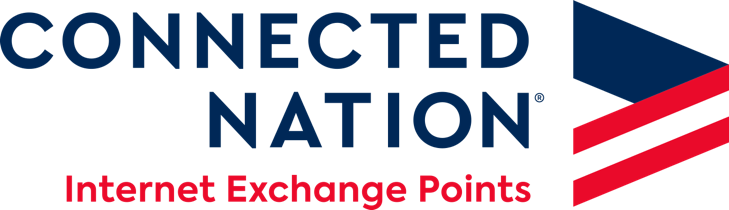 CONNECTED
NATION®
Internet Exchange Points